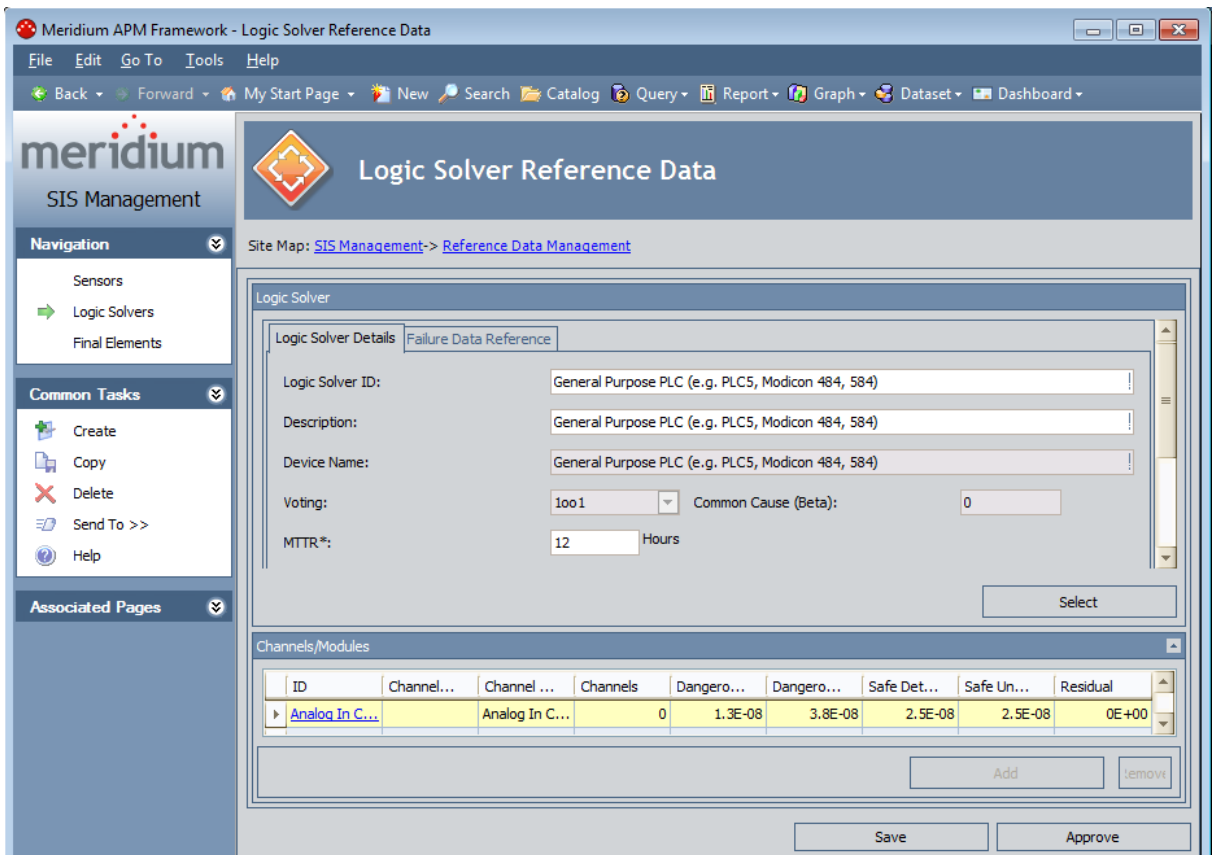 Meridium APM Framework - Logic Solver Reference Data
File Edit Go To Tools Help
Back Forward My Start Page New Search Catalog Query Report Graph Dataset Dashboard
meridium
SIS Management
Logic Solver Reference Data
Navigation
Sensors
Logic Solvers
Final Elements
Common Tasks
Create
Copy
Delete
Send To >>
Help
Associated Pages
Site Map: SIS Management-> Reference Data Management
Logic Solver
Logic Solver Details Failure Data Reference
Logic Solver ID: General Purpose PLC (e.g. PLC5, Modicon 484, 584)
Description: General Purpose PLC (e.g. PLC5, Modicon 484, 584)
Device Name: General Purpose PLC (e.g. PLC5, Modicon 484, 584)
Voting: 1oo1 Common Cause (Beta): 0
MTTR*: 12 Hours
Select
Channels/Modules
ID Channel... Channel ... Channels Dangero... Dangero... Safe Det... Safe Un... Residual
Analog In C... Analog In C... 0 1.3E-08 3.8E-08 2.5E-08 2.5E-08 0E+00
Add emove
Save Approve